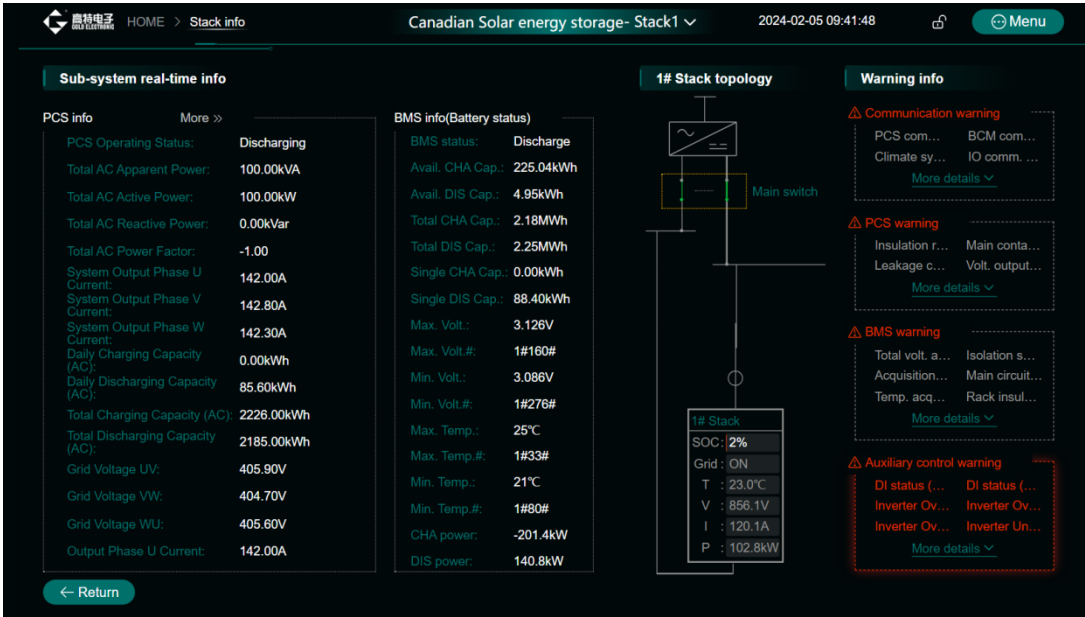 高特电子
GOLD ELECTRONIC
HOME > Stack info
Canadian Solar energy storage- Stack1
2024-02-05 09:41:48
Menu
Sub-system real-time info
PCS info
More »
PCS Operating Status: Discharging
Total AC Apparent Power: 100.00kVA
Total AC Active Power: 100.00kW
Total AC Reactive Power: 0.00kVar
Total AC Power Factor: -1.00
System Output Phase U
Current: 142.00A
System Output Phase V
Current: 142.80A
System Output Phase W
Current: 142.30A
Daily Charging Capacity
(AC): 0.00kWh
Daily Discharging Capacity
(AC): 85.60kWh
Total Charging Capacity (AC): 2226.00kWh
Total Discharging Capacity
(AC): 2185.00kWh
Grid Voltage UV: 405.90V
Grid Voltage VW: 404.70V
Grid Voltage WU: 405.60V
Output Phase U Current: 142.00A
BMS info(Battery status)
BMS status: Discharge
Avail. CHA Cap.: 225.04kWh
Avail. DIS Cap.: 4.95kWh
Total CHA Cap.: 2.18MWh
Total DIS Cap.: 2.25MWh
Single CHA Cap.: 0.00kWh
Single DIS Cap.: 88.40kWh
Max. Volt.: 3.126V
Max. Volt.#: 1#160#
Min. Volt.: 3.086V
Min. Volt.#: 1#276#
Max. Temp.: 25℃
Max. Temp.#: 1#33#
Min. Temp.: 21℃
Min. Temp.#: 1#80#
CHA power: -201.4kW
DIS power: 140.8kW
1# Stack topology
Main switch
1# Stack
SOC: 2%
Grid : ON
T : 23.0℃
V : 856.1V
I : 120.1A
P : 102.8kW
Warning info
Communication warning
PCS com... BCM com...
Climate sy... IO comm. ...
More details
PCS warning
Insulation r... Main conta...
Leakage c... Volt. output...
More details
BMS warning
Total volt. a... Isolation s...
Acquisition... Main circuit...
Temp. acq... Rack insul...
More details
Auxiliary control warning
DI status (... DI status (...
Inverter Ov... Inverter Ov...
Inverter Ov... Inverter Un...
More details
← Return